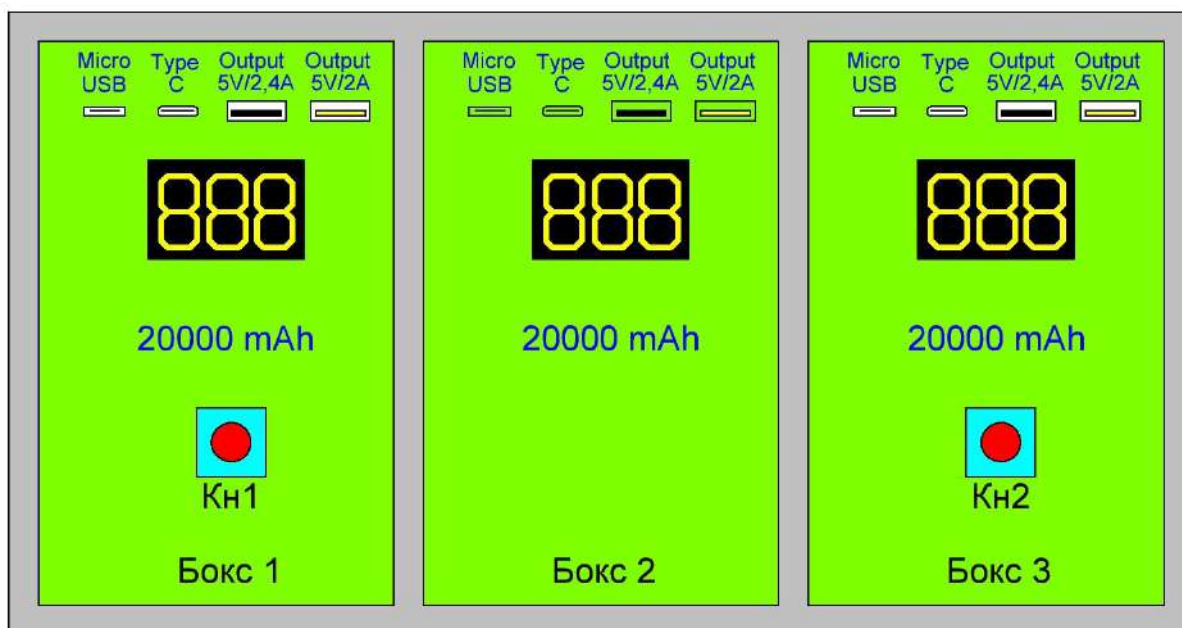 Micro USB
Type C
Output 5V/2,4A
Output 5V/2A
888
20000 mAh
Кн1
Бокс 1
Micro USB
Type C
Output 5V/2,4A
Output 5V/2A
888
20000 mAh
Бокс 2
Micro USB
Type C
Output 5V/2,4A
Output 5V/2A
888
20000 mAh
Кн2
Бокс 3